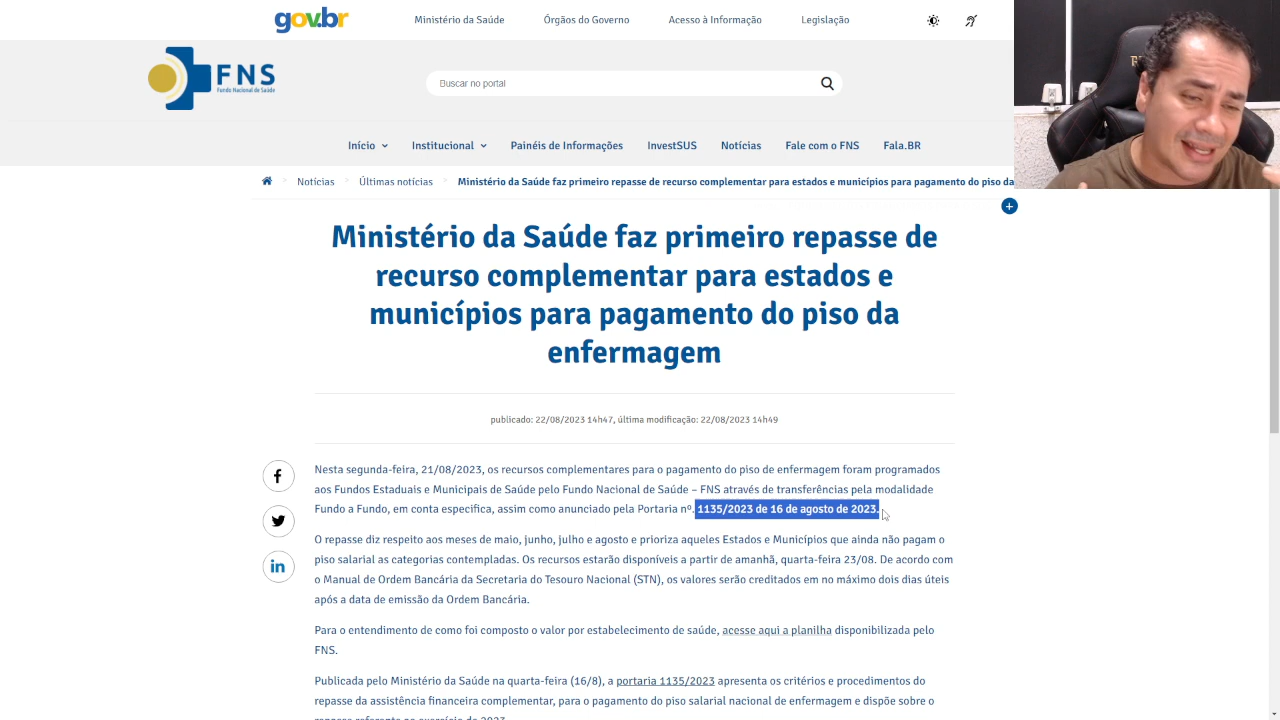 gov.br
Ministério da Saúde
Órgãos do Governo
Acesso à Informação
Legislação
FNS
Fundo Nacional de Saúde
Buscar no portal
Início
Institucional
Painéis de Informações
InvestSUS
Notícias
Fale com o FNS
Fala.BR
> Notícias > Últimas notícias > Ministério da Saúde faz primeiro repasse de recurso complementar para estados e municípios para pagamento do piso da
Ministério da Saúde faz primeiro repasse de
recurso complementar para estados e
municípios para pagamento do piso da
enfermagem
publicado: 22/08/2023 14h47, última modificação: 22/08/2023 14h49
Nesta segunda-feira, 21/08/2023, os recursos complementares para o pagamento do piso de enfermagem foram programados
aos Fundos Estaduais e Municipais de Saúde pelo Fundo Nacional de Saúde – FNS através de transferências pela modalidade
Fundo a Fundo, em conta especifica, assim como anunciado pela Portaria nº. 1135/2023 de 16 de agosto de 2023.
O repasse diz respeito aos meses de maio, junho, julho e agosto e prioriza aqueles Estados e Municípios que ainda não pagam o
piso salarial as categorias contempladas. Os recursos estarão disponíveis a partir de amanhã, quarta-feira 23/08. De acordo com
o Manual de Ordem Bancária da Secretaria do Tesouro Nacional (STN), os valores serão creditados em no máximo dois dias úteis
após a data de emissão da Ordem Bancária.
Para o entendimento de como foi composto o valor por estabelecimento de saúde, acesse aqui a planilha disponibilizada pelo
FNS.
Publicada pelo Ministério da Saúde na quarta-feira (16/8), a portaria 1135/2023 apresenta os critérios e procedimentos do
repasse da assistência financeira complementar, para o pagamento do piso salarial nacional de enfermagem e dispõe sobre o
repasse referente ao exercício de 2023.